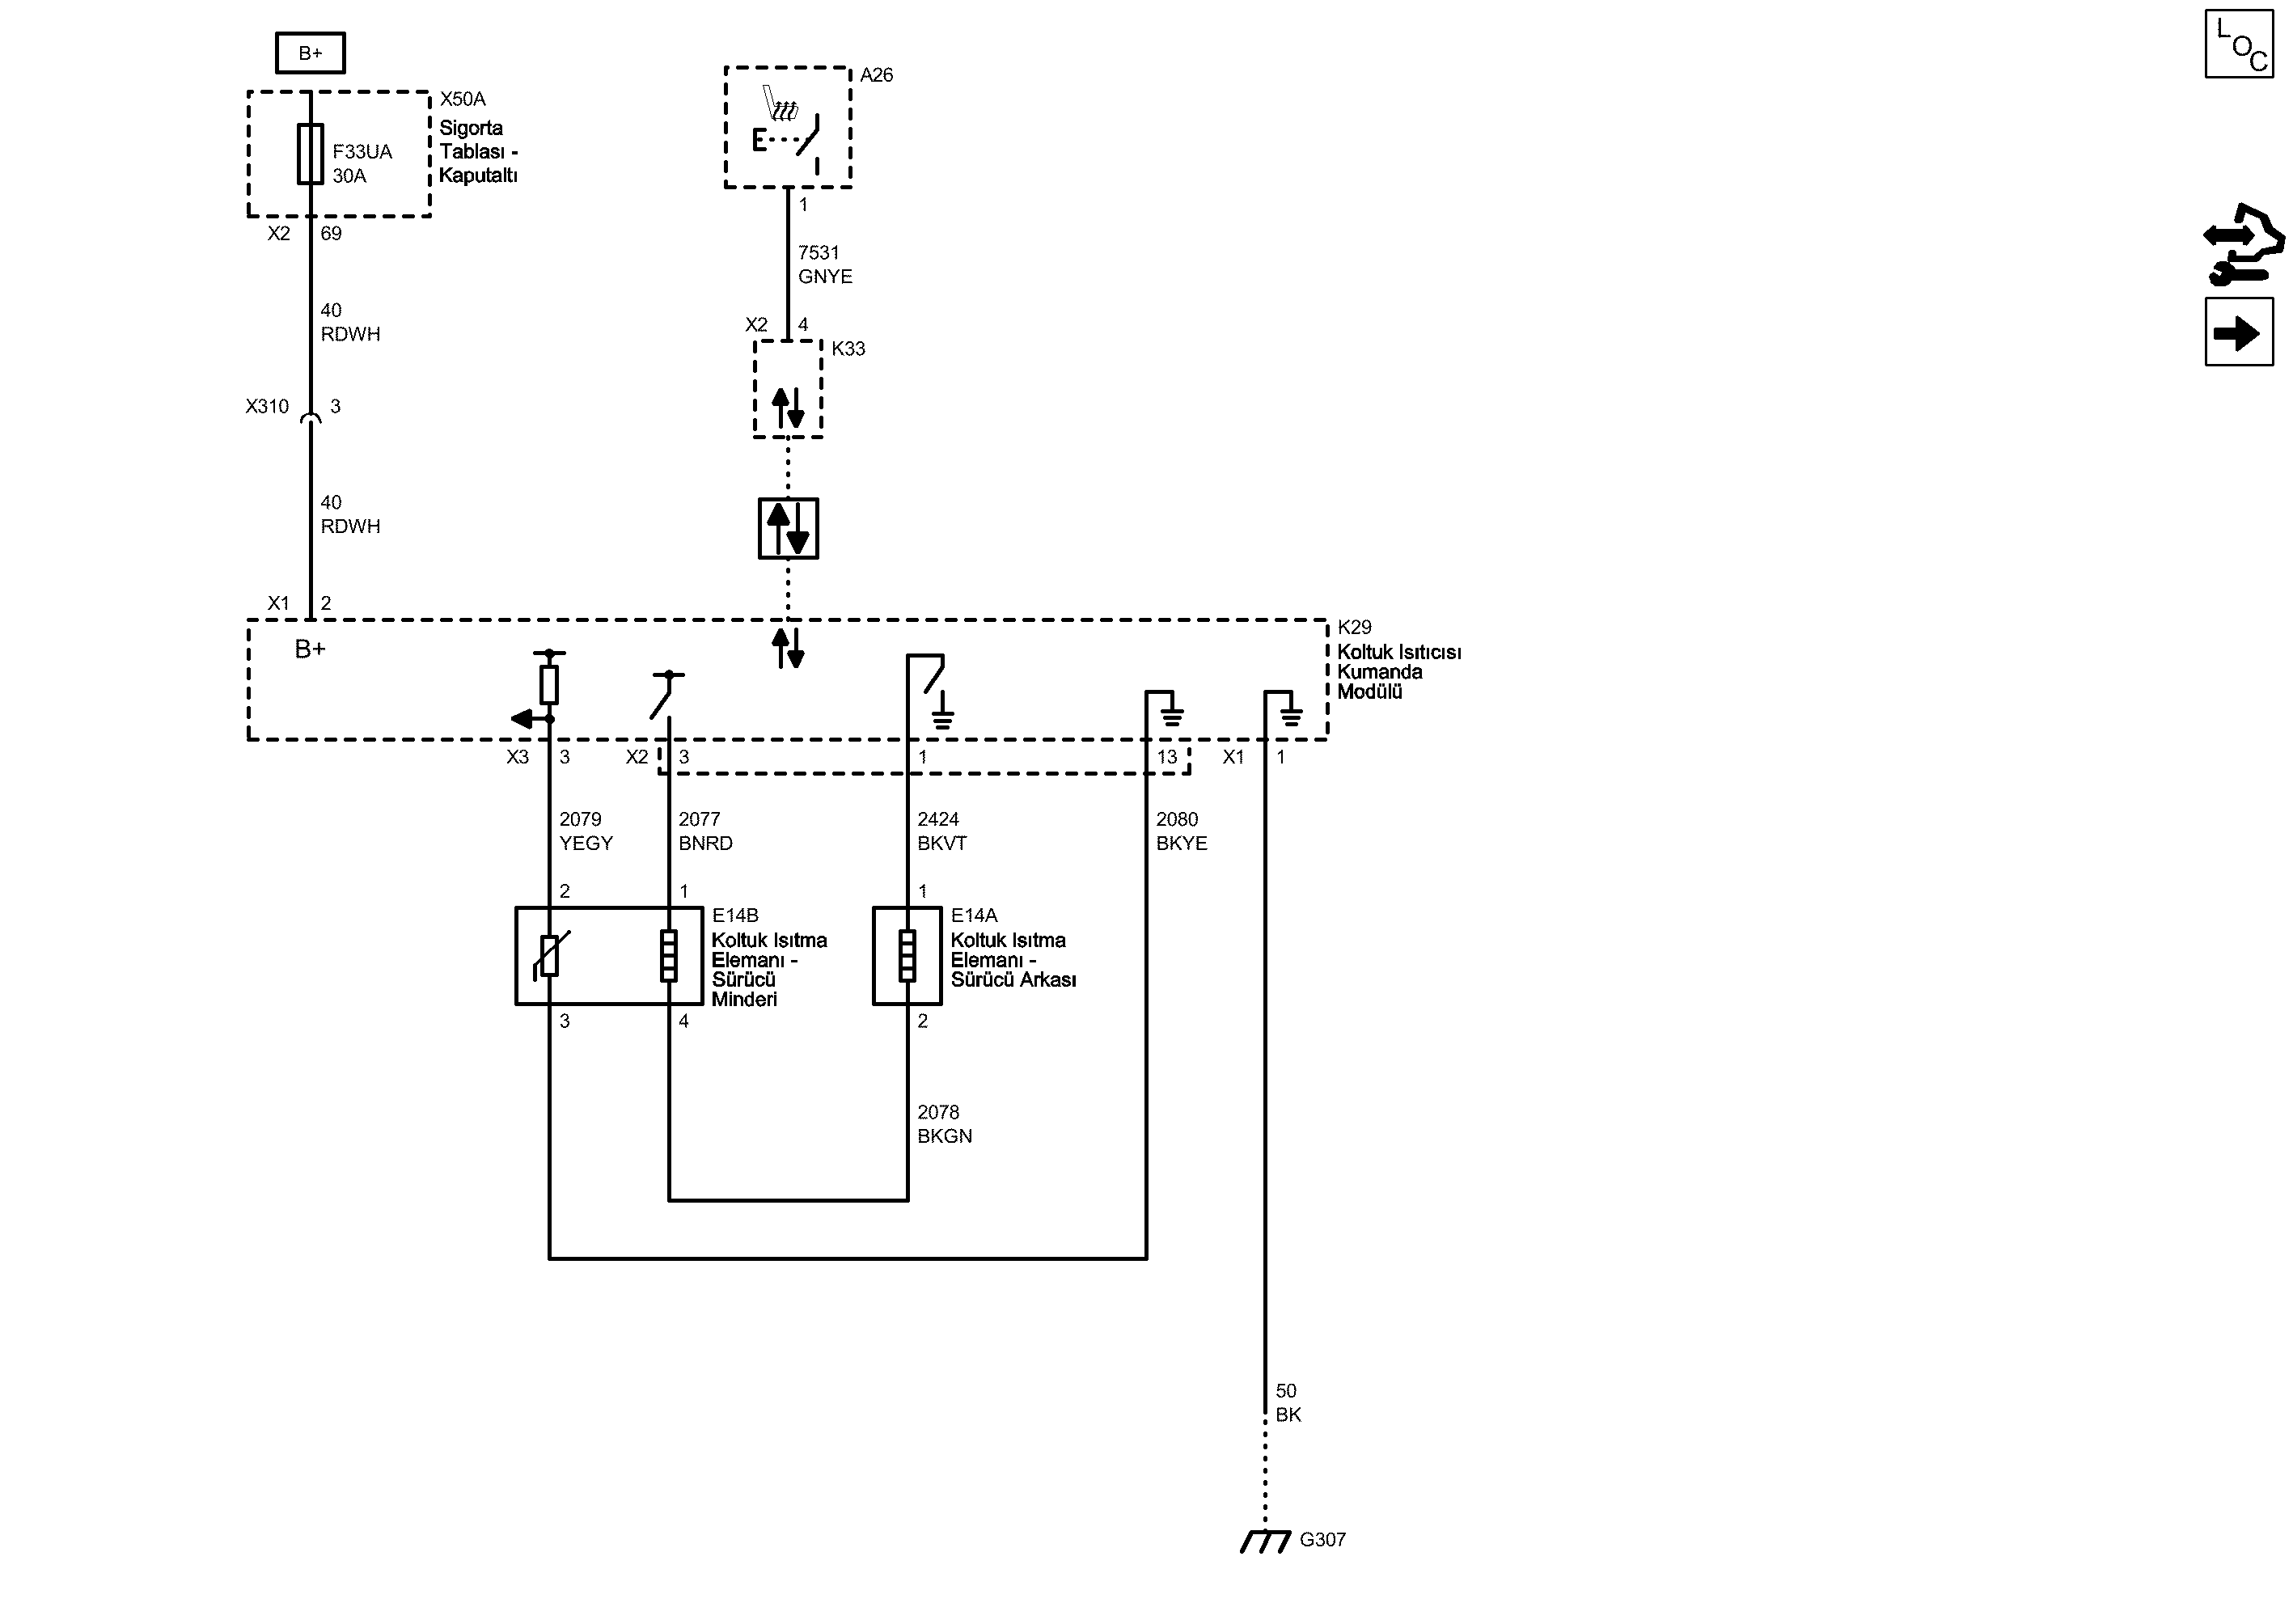 B+
X50A
Sigorta
Tablası -
Kaputaltı
F33UA
30A
X2 69
40
RDWH
X310 3
40
RDWH
X1 2
A26
1
7531
GNYE
X2 4
K33
LOC
B+
K29
Koltuk Isıtıcısı
Kumanda
Modülü
X3 3 X2 3 1 13 X1 1
2079
YEGY
2077
BNRD
2424
BKVT
2080
BKYE
2 1 1
E14B
Koltuk Isıtma
Elemanı -
Sürücü
Minderi
E14A
Koltuk Isıtma
Elemanı -
Sürücü Arkası
3 4 2
2078
BKGN
50
BK
G307